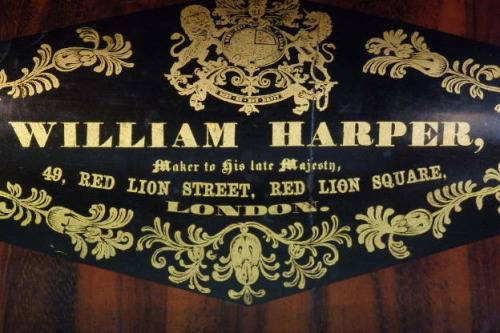 WILLIAM HARPER,
Maker to His late Majesty,
49, RED LION STREET, RED LION SQUARE,
LONDON.